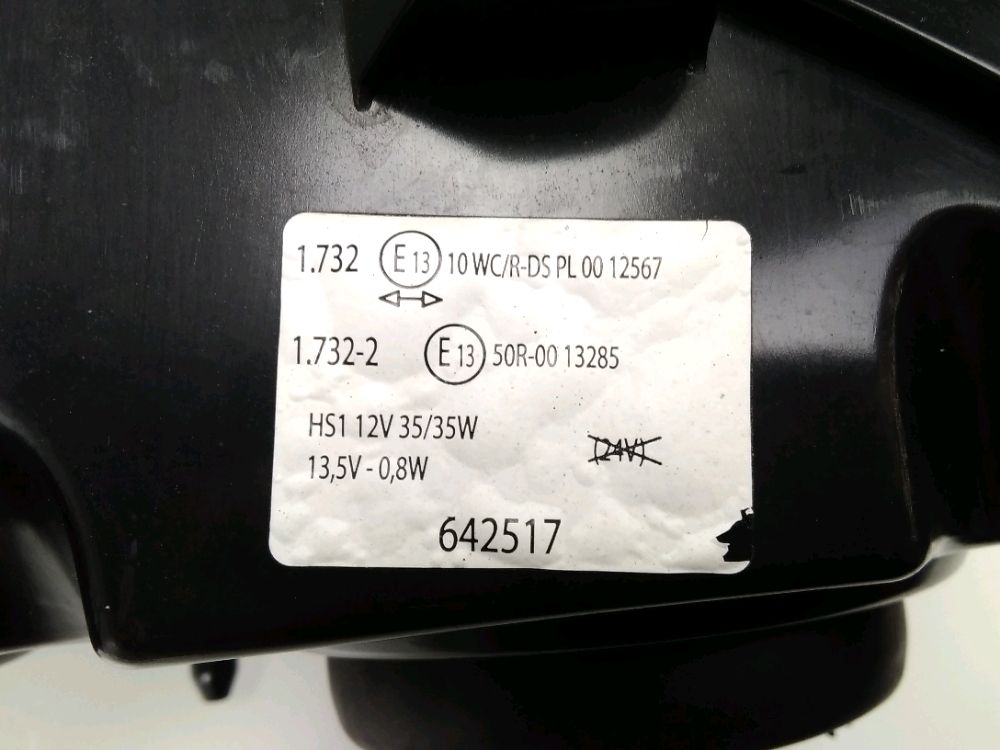 1.732 E13 10 WC/R-DS PL 00 12567
1.732-2 E13 50R-00 13285
HS1 12V 35/35W
13,5V - 0,8W
(24V)
642517